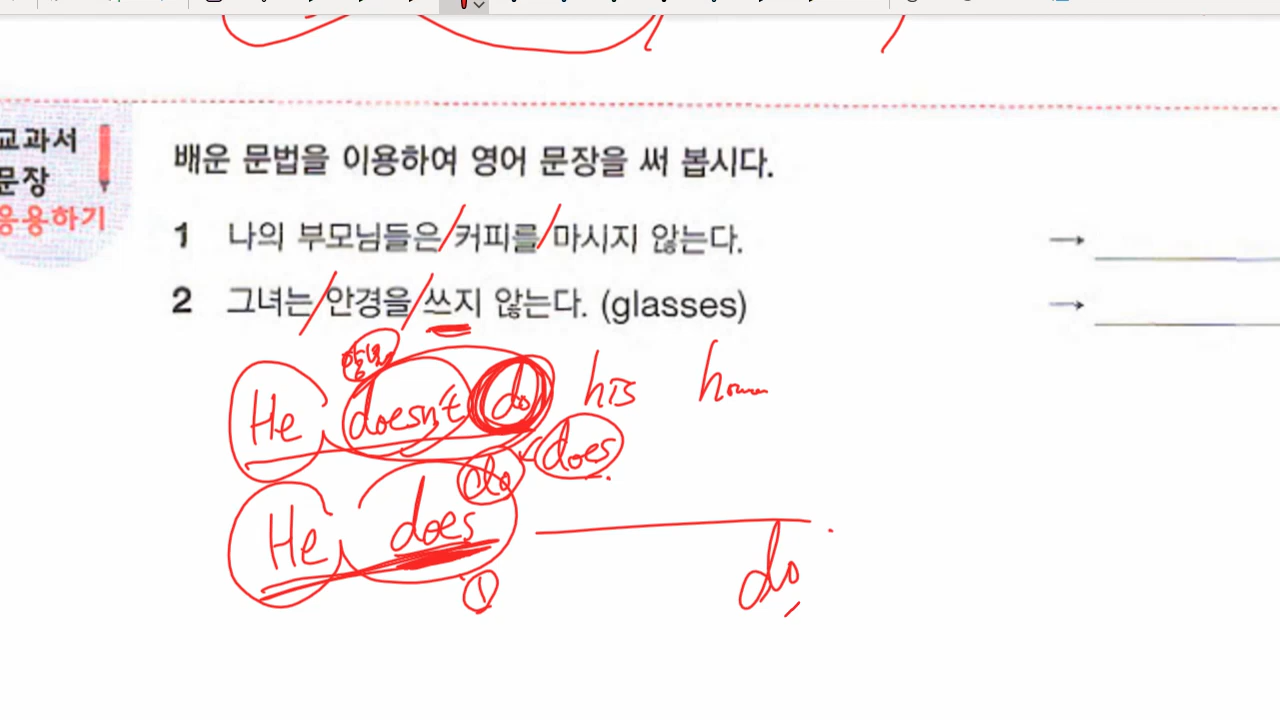 교과서
문장
응용하기
배운 문법을 이용하여 영어 문장을 써 봅시다.
1 나의 부모님들은 커피를 마시지 않는다. →
2 그녀는 안경을 쓰지 않는다. (glasses) →
He doesn't do his
do does
He does
① do